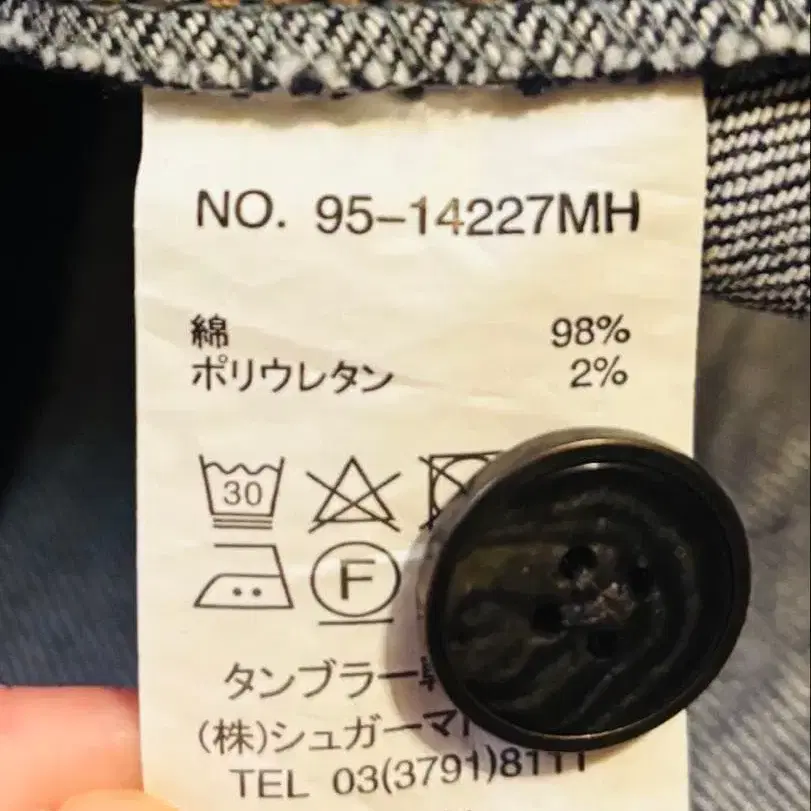 NO. 95-14227MH
綿 98%
ポリウレタン 2%
30
F
タンブラー
(株)シュガーマ
TEL 03(3791)8111